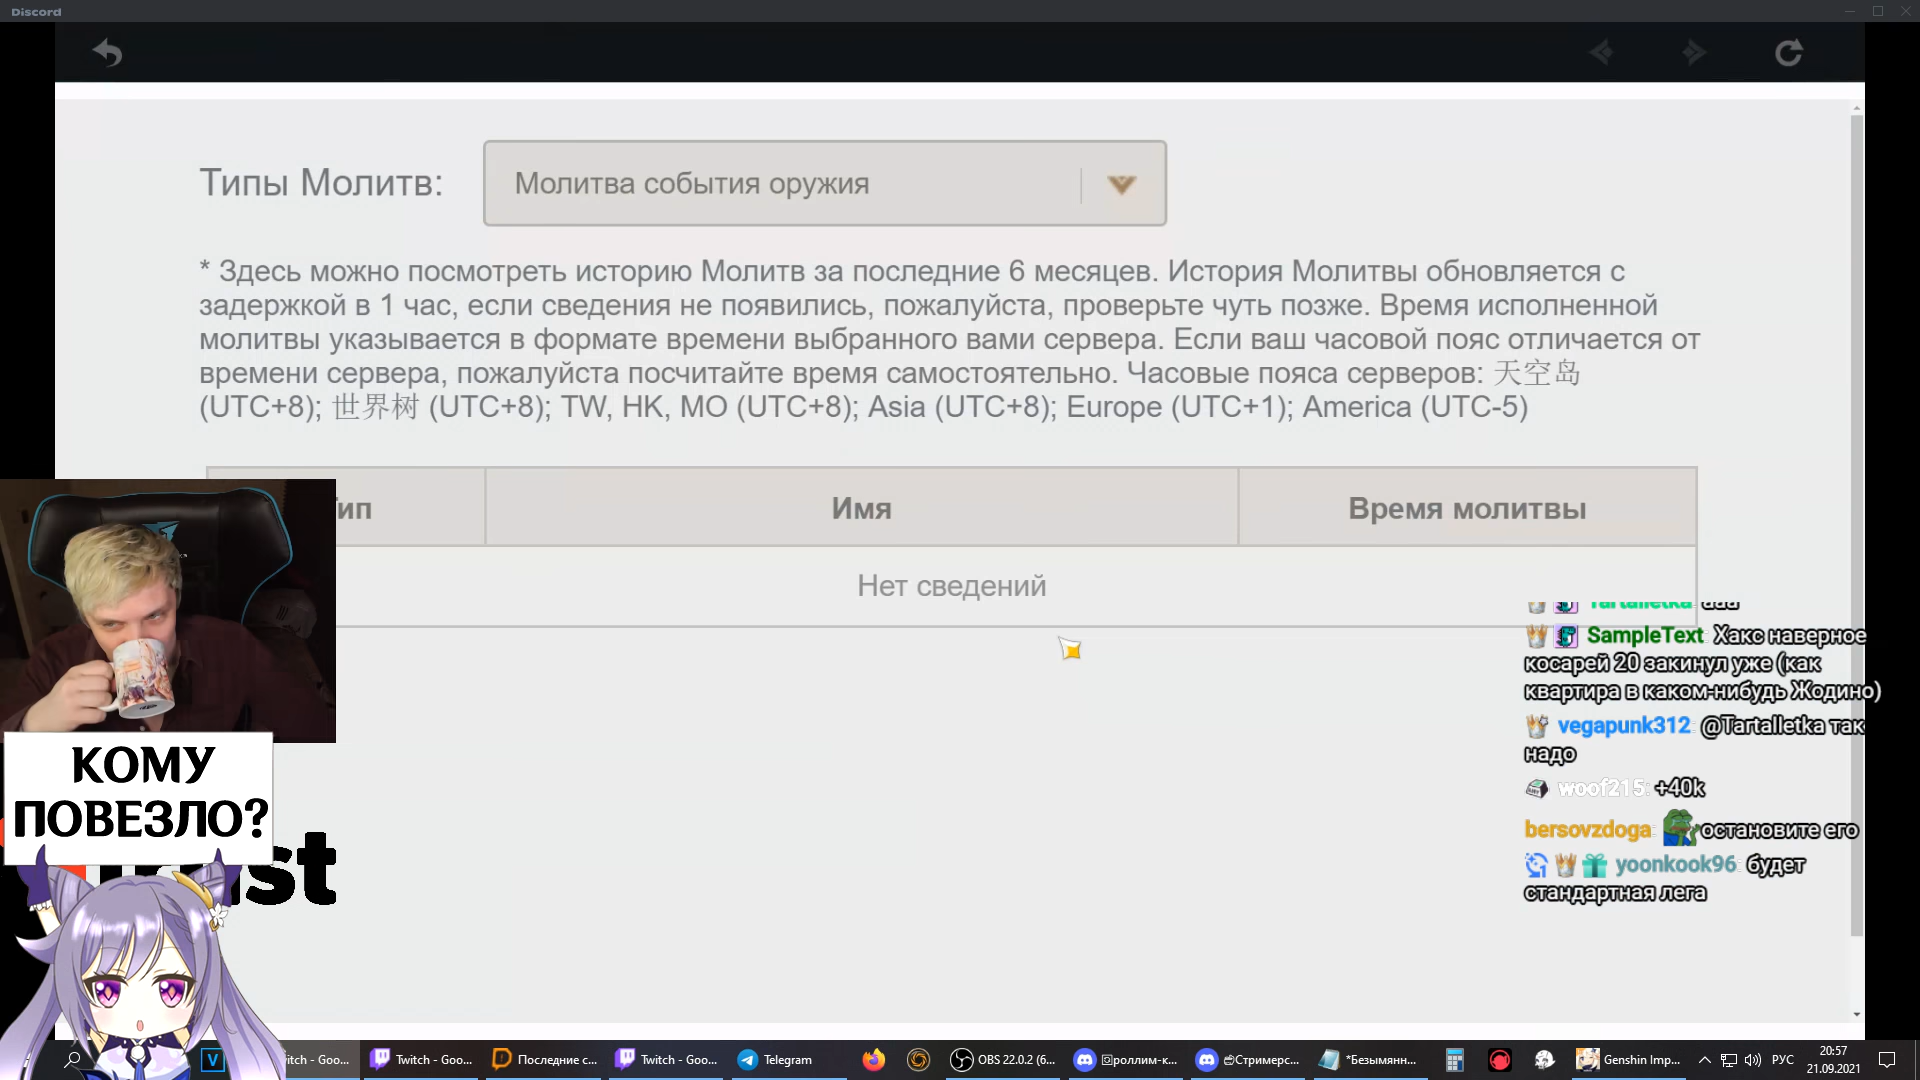 Discord
Типы Молитв:
Молитва события оружия
* Здесь можно посмотреть историю Молитв за последние 6 месяцев. История Молитвы обновляется с
задержкой в 1 час, если сведения не появились, пожалуйста, проверьте чуть позже. Время исполненной
молитвы указывается в формате времени выбранного вами сервера. Если ваш часовой пояс отличается от
времени сервера, пожалуйста посчитайте время самостоятельно. Часовые пояса серверов: 天空岛
(UTC+8); 世界树 (UTC+8); TW, HK, MO (UTC+8); Asia (UTC+8); Europe (UTC+1); America (UTC-5)
Имя
Время молитвы
Нет сведений
Tartalletka ааа
SampleText Хакс наверное
косарей 20 закинул уже (как
квартира в каком-нибудь Жодино)
vegapunk312 @Tartalletka так
надо
woof215: +40k
bersovzdoga остановите его
yoonkook96 будет
стандартная лега
КОМУ
ПОВЕЗЛО?
V
Twitch - Goo...
Последние с...
Twitch - Goo...
Telegram
OBS 22.0.2 (6...
роллим-к...
Стримерс...
*Безымянн...
Genshin Imp...
РУС
20:57
21.09.2021